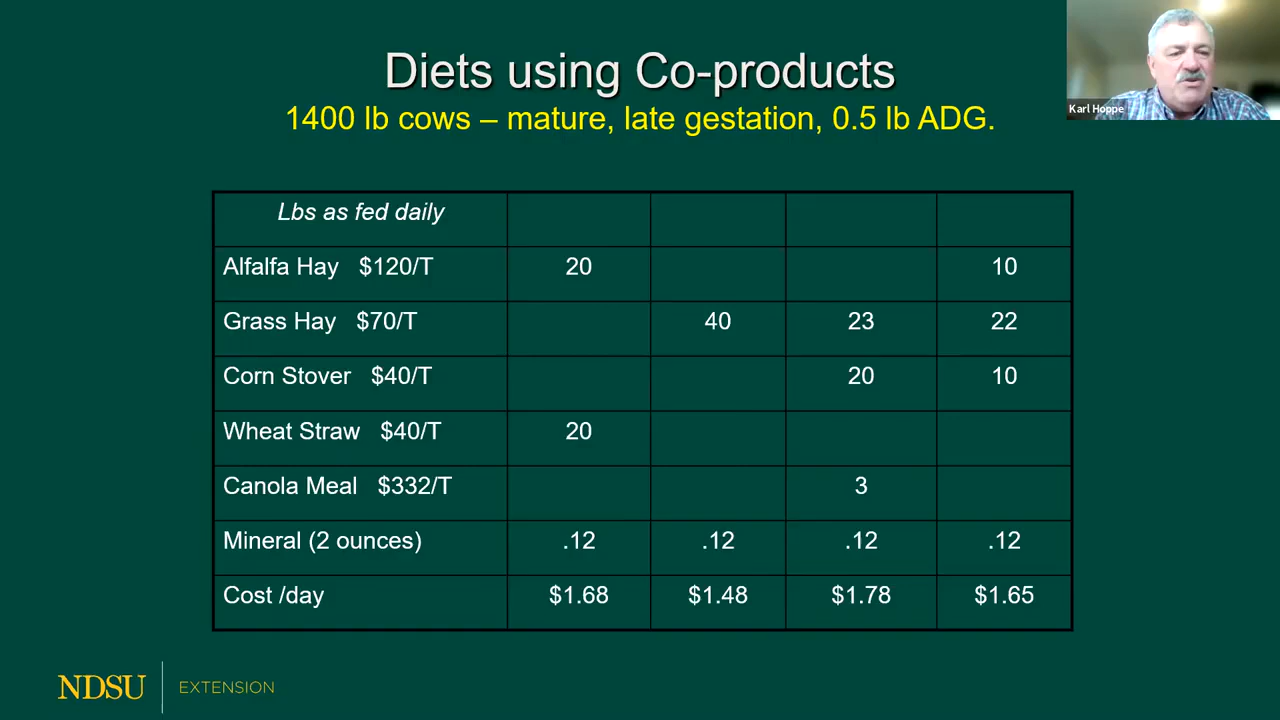 Diets using Co-products
1400 lb cows – mature, late gestation, 0.5 lb ADG.
Karl Hoppe
Lbs as fed daily
Alfalfa Hay $120/T 20 10
Grass Hay $70/T 40 23 22
Corn Stover $40/T 20 10
Wheat Straw $40/T 20
Canola Meal $332/T 3
Mineral (2 ounces) .12 .12 .12 .12
Cost /day $1.68 $1.48 $1.78 $1.65
NDSU EXTENSION